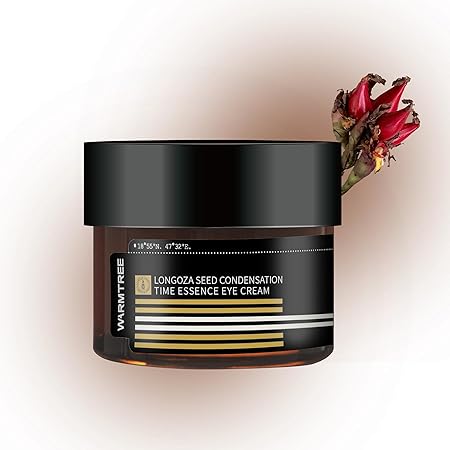 #18°55"N. 47°32"E.
WARMTREE
LONGOZA SEED CONDENSATION
TIME ESSENCE EYE CREAM